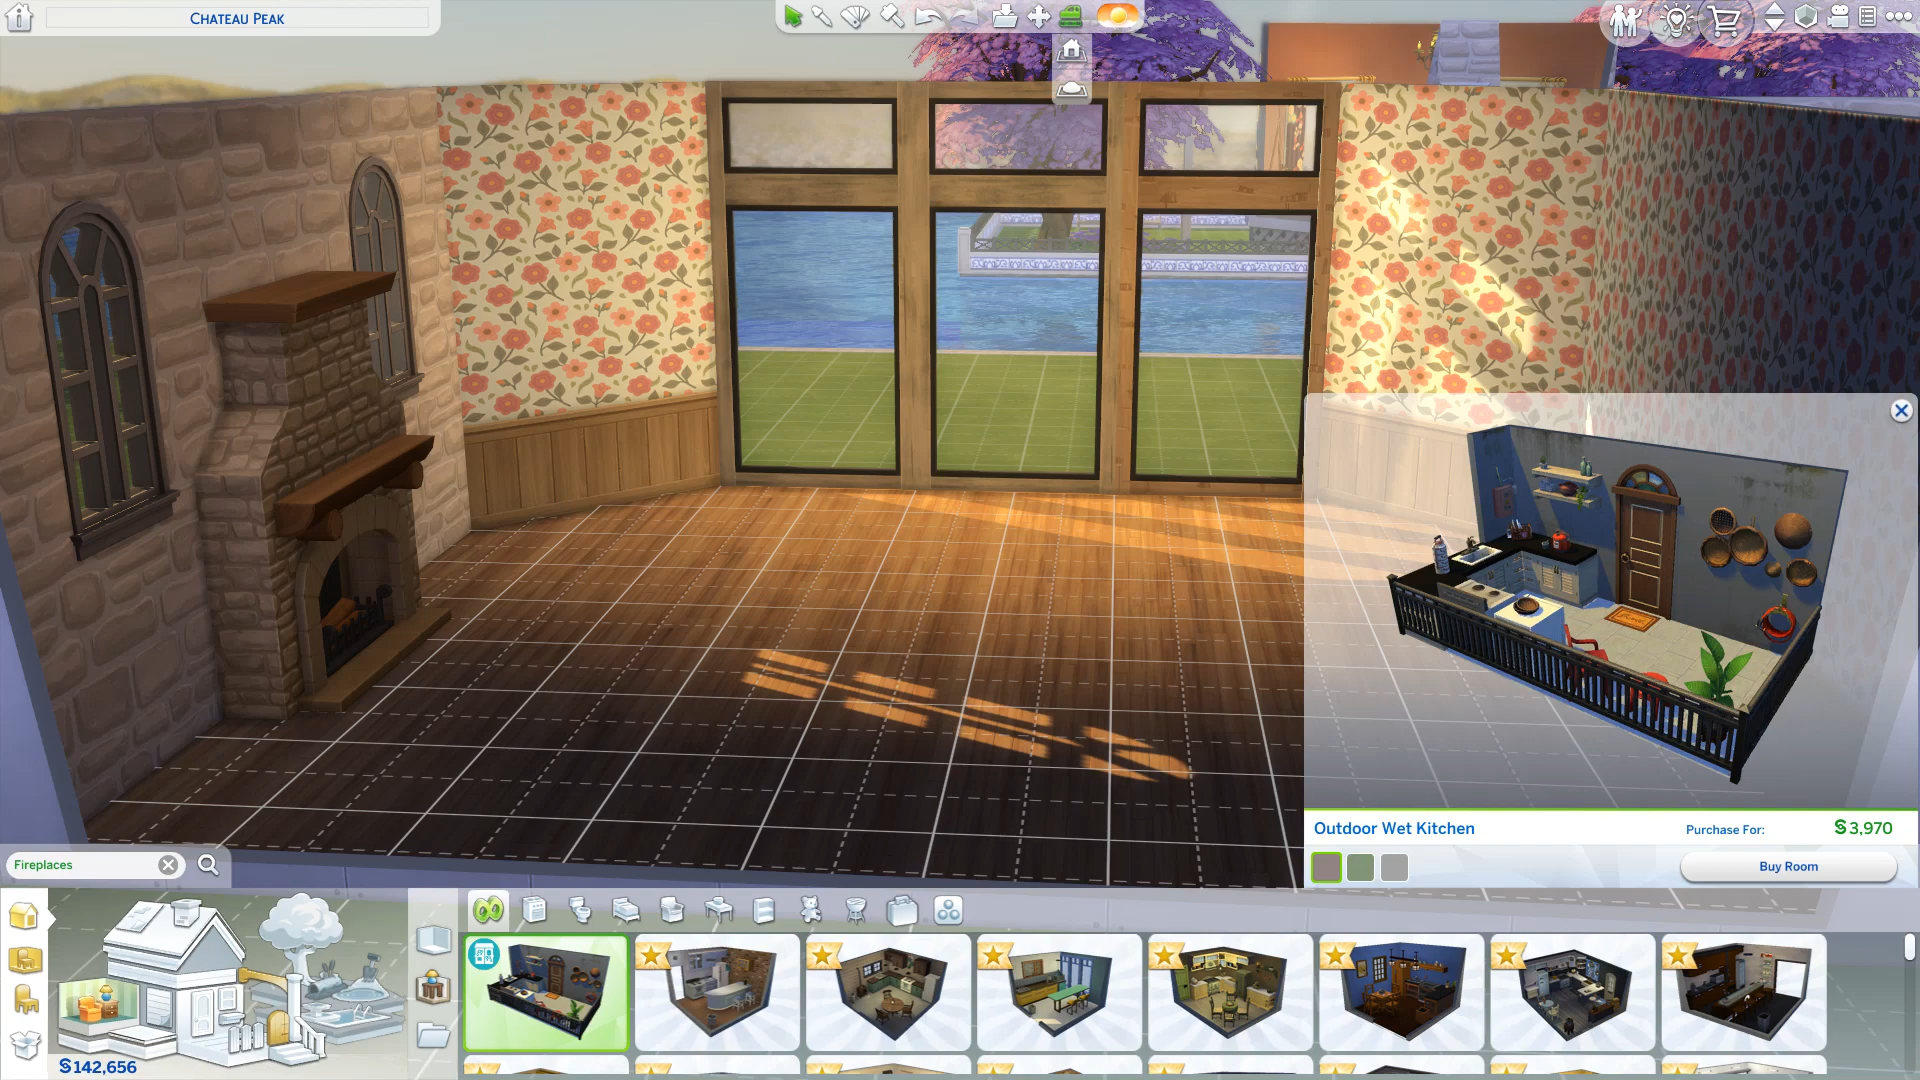 CHATEAU PEAK
Outdoor Wet Kitchen
Purchase For:
§3,970
Buy Room
Fireplaces
§142,656